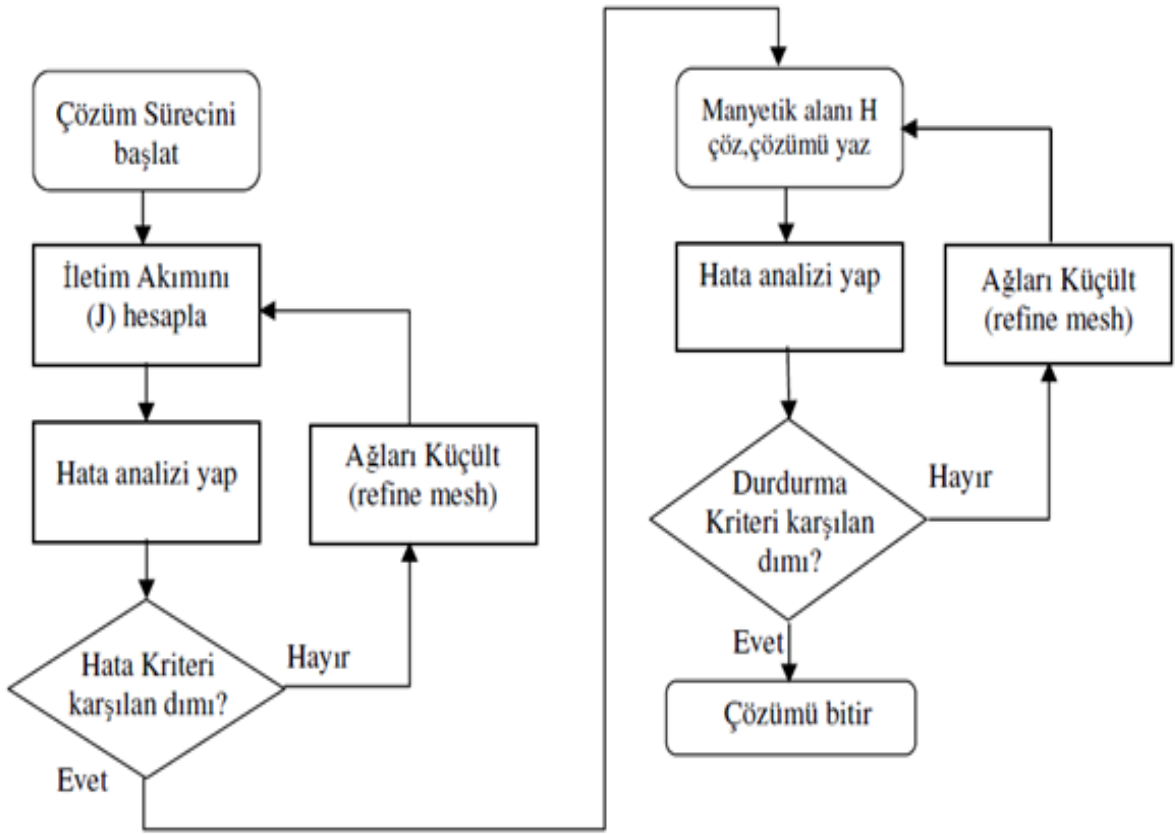 Çözüm Sürecini
başlat
İletim Akımını
(J) hesapla
Hata analizi yap
Ağları Küçült
(refine mesh)
Hata Kriteri
karşılan dımı?
Hayır
Evet
Manyetik alanı H
çöz,çözümü yaz
Hata analizi yap
Ağları Küçült
(refine mesh)
Durdurma
Kriteri karşılan
dımı?
Hayır
Evet
Çözümü bitir